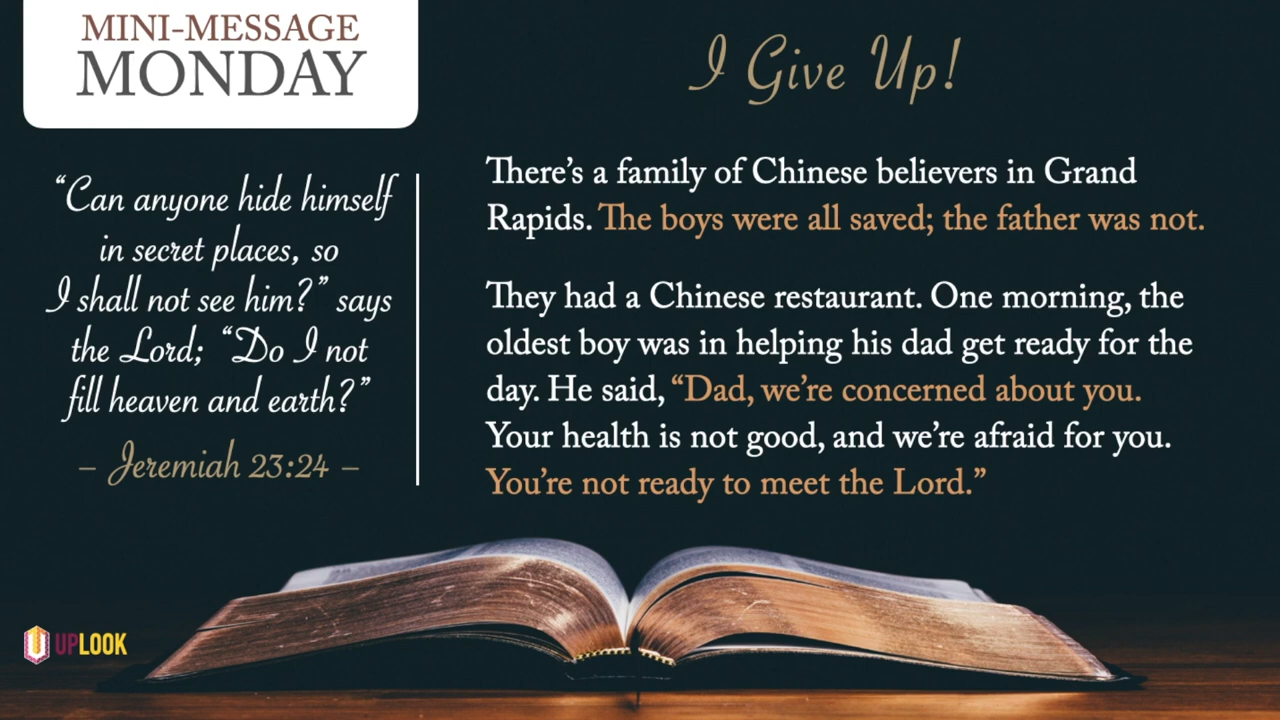 MINI-MESSAGE
MONDAY
“Can anyone hide himself
in secret places, so
I shall not see him?” says
the Lord; “Do I not
fill heaven and earth?”
– Jeremiah 23:24 –
I Give Up!
There’s a family of Chinese believers in Grand
Rapids. The boys were all saved; the father was not.
They had a Chinese restaurant. One morning, the
oldest boy was in helping his dad get ready for the
day. He said, “Dad, we’re concerned about you.
Your health is not good, and we’re afraid for you.
You’re not ready to meet the Lord.”
UPLOOK